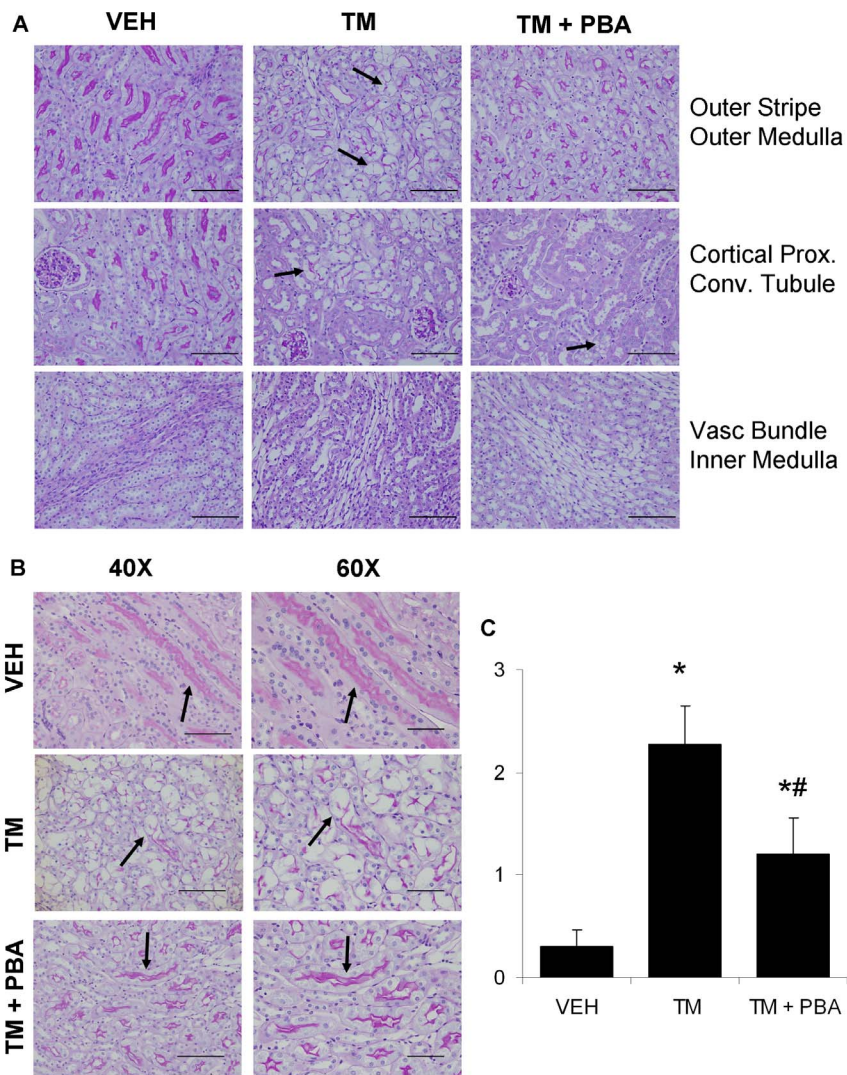 A
VEH
TM
TM + PBA
Outer Stripe
Outer Medulla
Cortical Prox.
Conv. Tubule
Vasc Bundle
Inner Medulla
B
40X
60X
VEH
TM
TM + PBA
C
3
2
1
0
*
*#
VEH
TM
TM + PBA